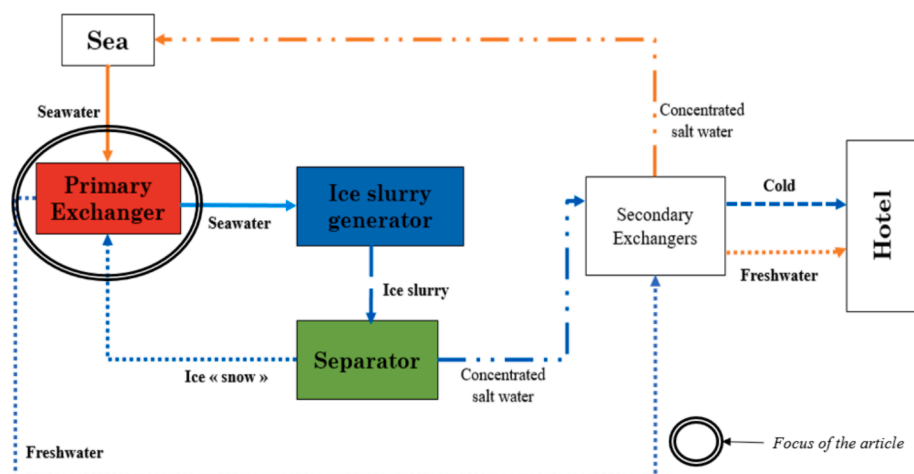 Sea
Seawater
Concentrated
salt water
Primary
Exchanger
Seawater
Ice slurry
generator
Secondary
Exchangers
Cold
Freshwater
Hotel
Ice slurry
Separator
Ice « snow »
Concentrated
salt water
Freshwater
Focus of the article